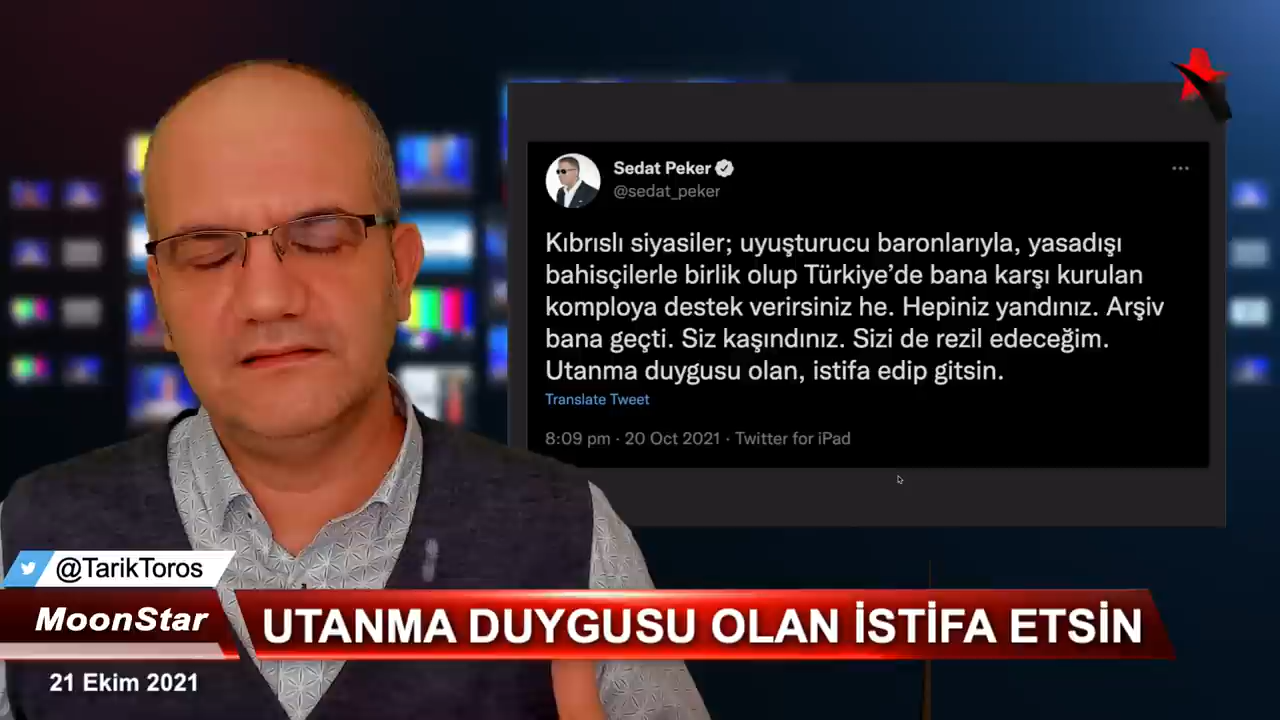 Sedat Peker
@sedat_peker
Kıbrıslı siyasiler; uyuşturucu baronlarıyla, yasadışı
bahisçilerle birlik olup Türkiye’de bana karşı kurulan
komploya destek verirsiniz he. Hepiniz yandınız. Arşiv
bana geçti. Siz kaşındınız. Sizi de rezil edeceğim.
Utanma duygusu olan, istifa edip gitsin.
Translate Tweet
8:09 pm · 20 Oct 2021 · Twitter for iPad
@TarikToros
MoonStar
UTANMA DUYGUSU OLAN İSTİFA ETSİN
21 Ekim 2021